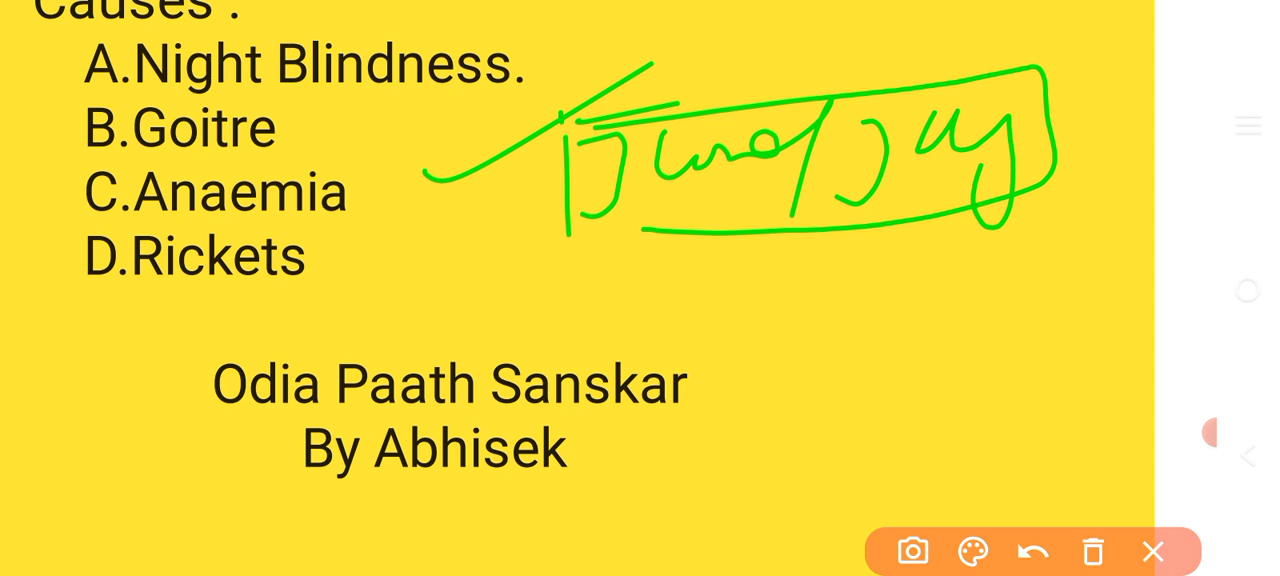 Causes :
A.Night Blindness.
B.Goitre
C.Anaemia
D.Rickets
Odia Paath Sanskar
By Abhisek